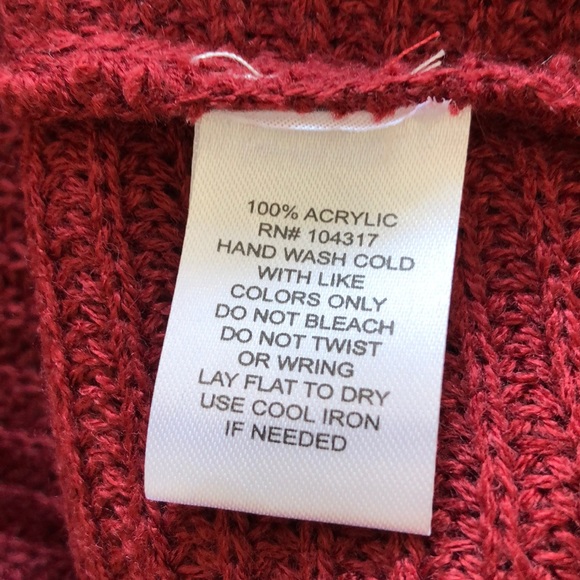 100% ACRYLIC
RN# 104317
HAND WASH COLD
WITH LIKE
COLORS ONLY
DO NOT BLEACH
DO NOT TWIST
OR WRING
LAY FLAT TO DRY
USE COOL IRON
IF NEEDED